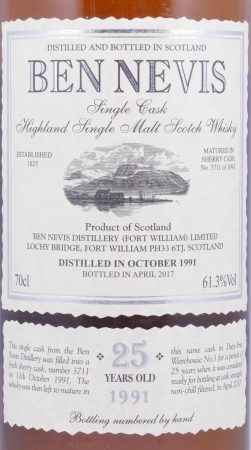 DISTILLED AND BOTTLED IN SCOTLAND
BEN NEVIS
Single Cask
Highland Single Malt Scotch Whisky
ESTABLISHED
1825
MATURED IN
SHERRY CASK
No. 3711 of 1991
Product of Scotland
BEN NEVIS DISTILLERY (FORT WILLIAM) LIMITED
LOCHY BRIDGE, FORT WILLIAM PH33 6TJ, SCOTLAND
DISTILLED IN OCTOBER 1991
70cl
BOTTLED IN APRIL 2017
61.3%Vol
This single cask from the Ben
Nevis Distillery was filled into a
fresh sherry cask, number 3711
on 11th October 1991. The
whisky was then left to mature in
25
YEARS OLD
1991
this same cask in Duty Free
Warehouse No.3 for a period of
25 years when it was considered
ready for bottling at cask strength,
non-chill filtered, in April 2017.
Bottling numbered by hand